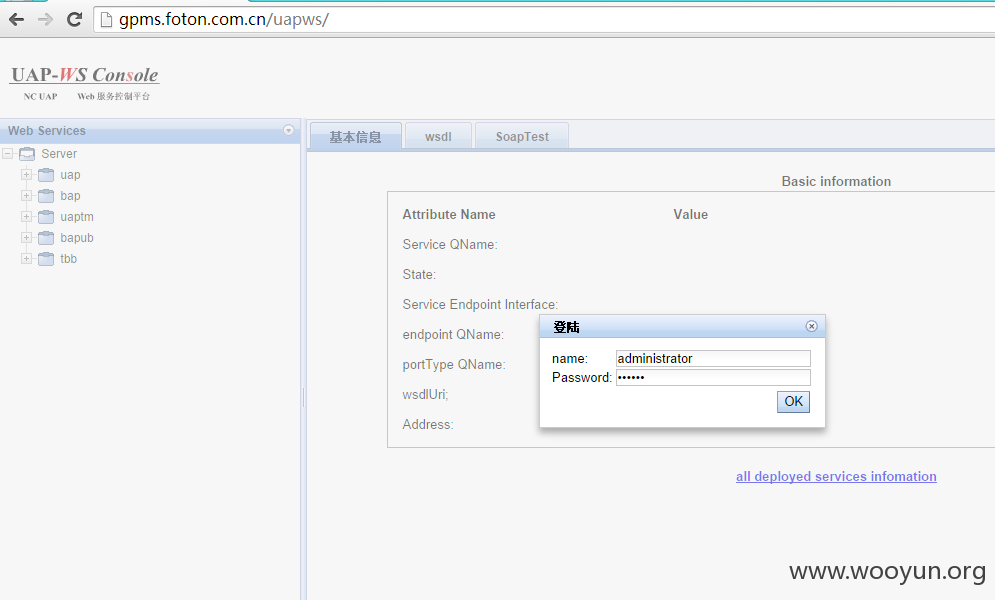 gpms.foton.com.cn/uapws/
UAP-WS Console
NC UAP Web 服务控制平台
Web Services
Server
uap
bap
uaptm
bapub
tbb
基本信息 wsdl SoapTest
Basic information
Attribute Name Value
Service QName:
State:
Service Endpoint Interface:
endpoint QName:
portType QName:
wsdlUri;
Address:
登陆
name: administrator
Password: ••••••
OK
all deployed services infomation
www.wooyun.org